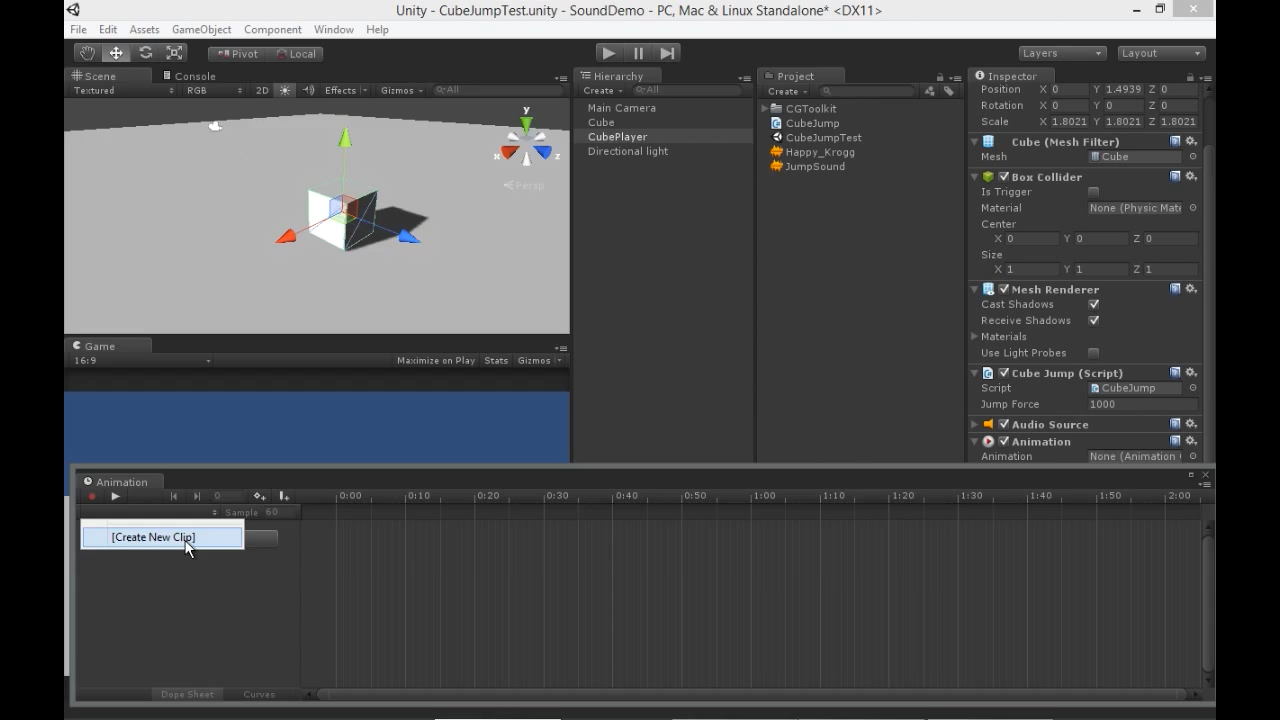 Unity - CubeJumpTest.unity - SoundDemo - PC, Mac & Linux Standalone* <DX11>
File Edit Assets GameObject Component Window Help
Pivot Local Layers Layout
Scene Console
Textured RGB 2D Effects Gizmos All
y
x
z
Persp
Game
16:9 Maximize on Play Stats Gizmos
Hierarchy
Create All
Main Camera
Cube
CubePlayer
Directional light
Project
Create
CGToolkit
CubeJump
CubeJumpTest
Happy_Krogg
JumpSound
Inspector
Position X 0 Y 1.4939 Z 0
Rotation X 0 Y 0 Z 0
Scale X 1.8021 Y 1.8021 Z 1.8021
Cube (Mesh Filter)
Mesh Cube
Box Collider
Is Trigger
Material None (Physic Mat
Center
X 0 Y 0 Z 0
Size
X 1 Y 1 Z 1
Mesh Renderer
Cast Shadows
Receive Shadows
Materials
Use Light Probes
Cube Jump (Script)
Script CubeJump
Jump Force 1000
Audio Source
Animation
Animation None (Animation
Animation
0 0:00 0:10 0:20 0:30 0:40 0:50 1:00 1:10 1:20 1:30 1:40 1:50 2:00
Sample 60
[Create New Clip]
Dope Sheet Curves